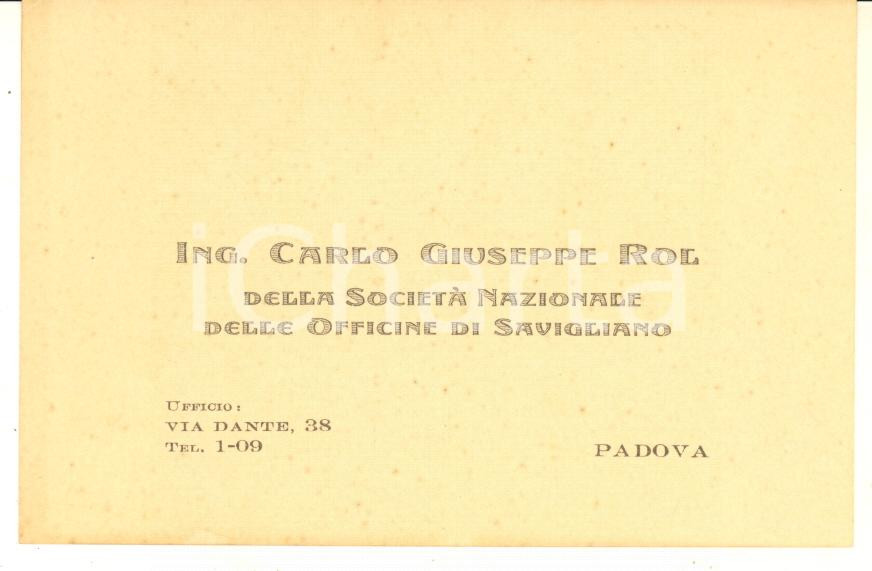 Ing. Carlo Giuseppe Rol
della Società Nazionale
delle Officine di Savigliano
Ufficio:
via Dante, 38
Tel. 1-09
PADOVA
iCharta